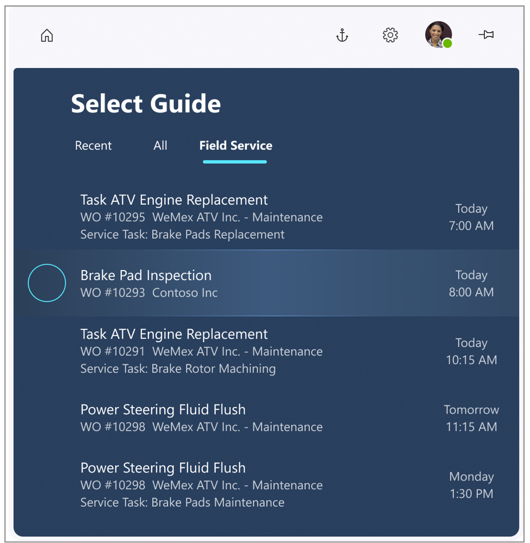 Select Guide
Recent All Field Service
Task ATV Engine Replacement
WO #10295 WeMex ATV Inc. - Maintenance
Service Task: Brake Pads Replacement
Today
7:00 AM
Brake Pad Inspection
WO #10293 Contoso Inc
Today
8:00 AM
Task ATV Engine Replacement
WO #10291 WeMex ATV Inc. - Maintenance
Service Task: Brake Rotor Machining
Today
10:15 AM
Power Steering Fluid Flush
WO #10298 WeMex ATV Inc. - Maintenance
Tomorrow
11:15 AM
Power Steering Fluid Flush
WO #10298 WeMex ATV Inc. - Maintenance
Service Task: Brake Pads Maintenance
Monday
1:30 PM